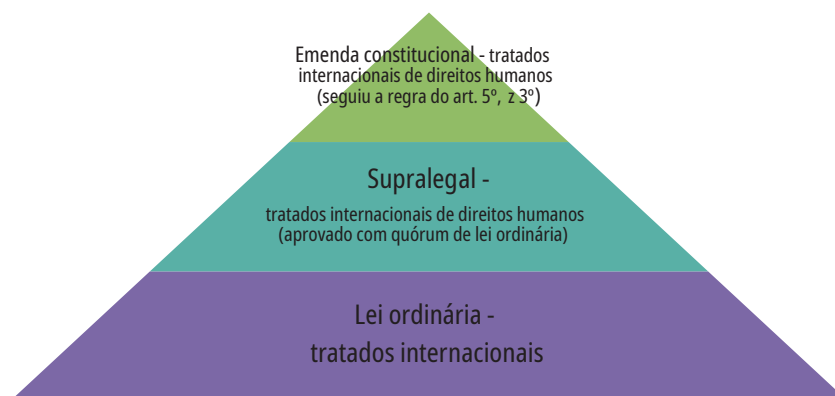 Emenda constitucional - tratados
internacionais de direitos humanos
(seguiu a regra do art. 5º, z 3º)
Supralegal -
tratados internacionais de direitos humanos
(aprovado com quórum de lei ordinária)
Lei ordinária -
tratados internacionais